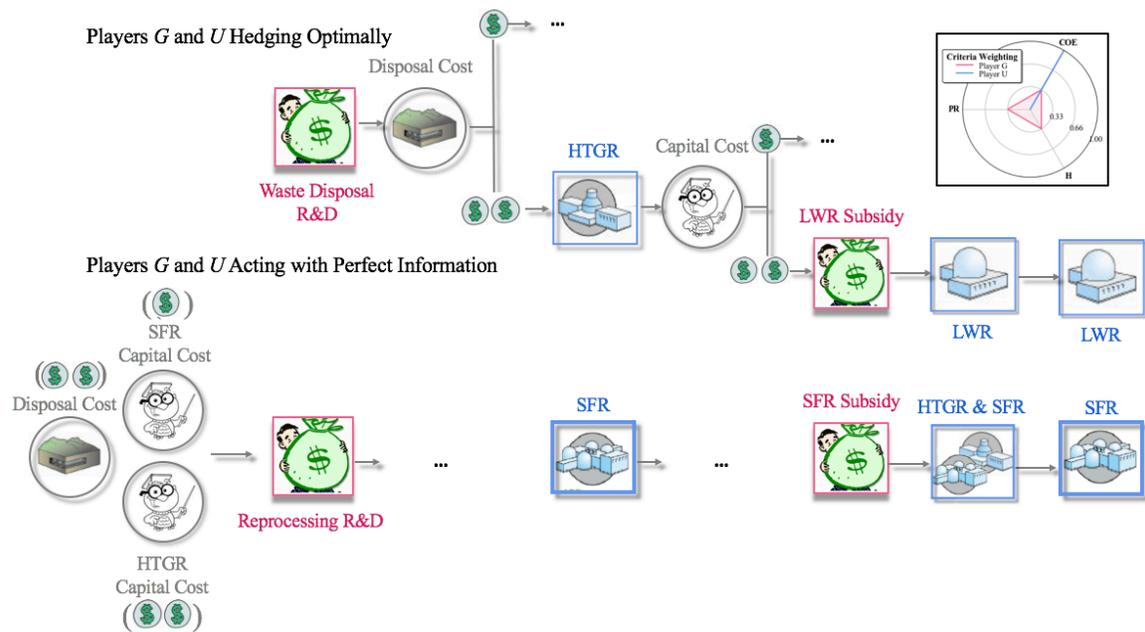 Players G and U Hedging Optimally
...
Disposal Cost
$
Waste Disposal
R&D
HTGR
Capital Cost
...
LWR Subsidy
$
LWR
LWR
Criteria Weighting
Player G
Player U
COE
PR
H
0.33
0.66
1.00
Players G and U Acting with Perfect Information
( $ )
SFR
Capital Cost
( $ $ )
Disposal Cost
HTGR
Capital Cost
( $ $ )
$
Reprocessing R&D
...
SFR
...
SFR Subsidy
$
HTGR & SFR
SFR